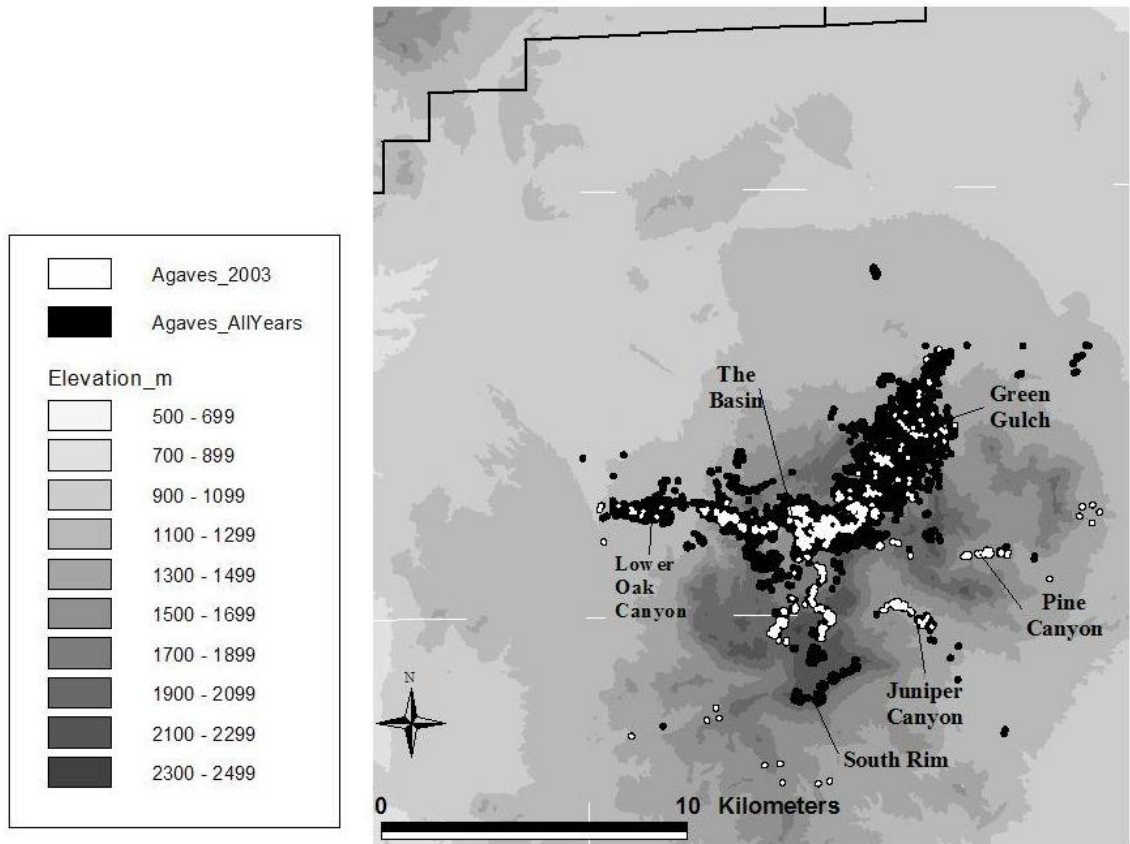 Agaves_2003
Agaves_AllYears
Elevation_m
500 - 699
700 - 899
900 - 1099
1100 - 1299
1300 - 1499
1500 - 1699
1700 - 1899
1900 - 2099
2100 - 2299
2300 - 2499
The
Basin
Green
Gulch
Lower
Oak
Canyon
Pine
Canyon
Juniper
Canyon
South Rim
N
0
10 Kilometers